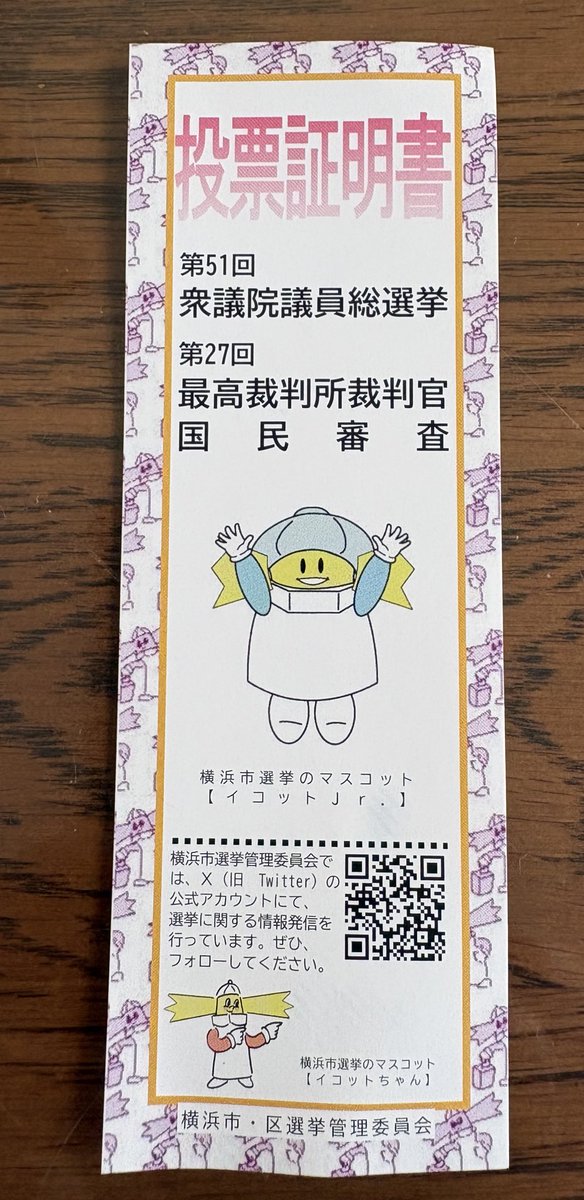 投票証明書
第51回
衆議院議員総選挙
第27回
最高裁判所裁判官
国民審査
横浜市選挙のマスコット
【イコットJr.】
横浜市選挙管理委員会で
は、X(旧 Twitter)の
公式アカウントにて、
選挙に関する情報発信を
行っています。ぜひ、
フォローしてください。
横浜市選挙のマスコット
【イコットちゃん】
横浜市・区選挙管理委員会